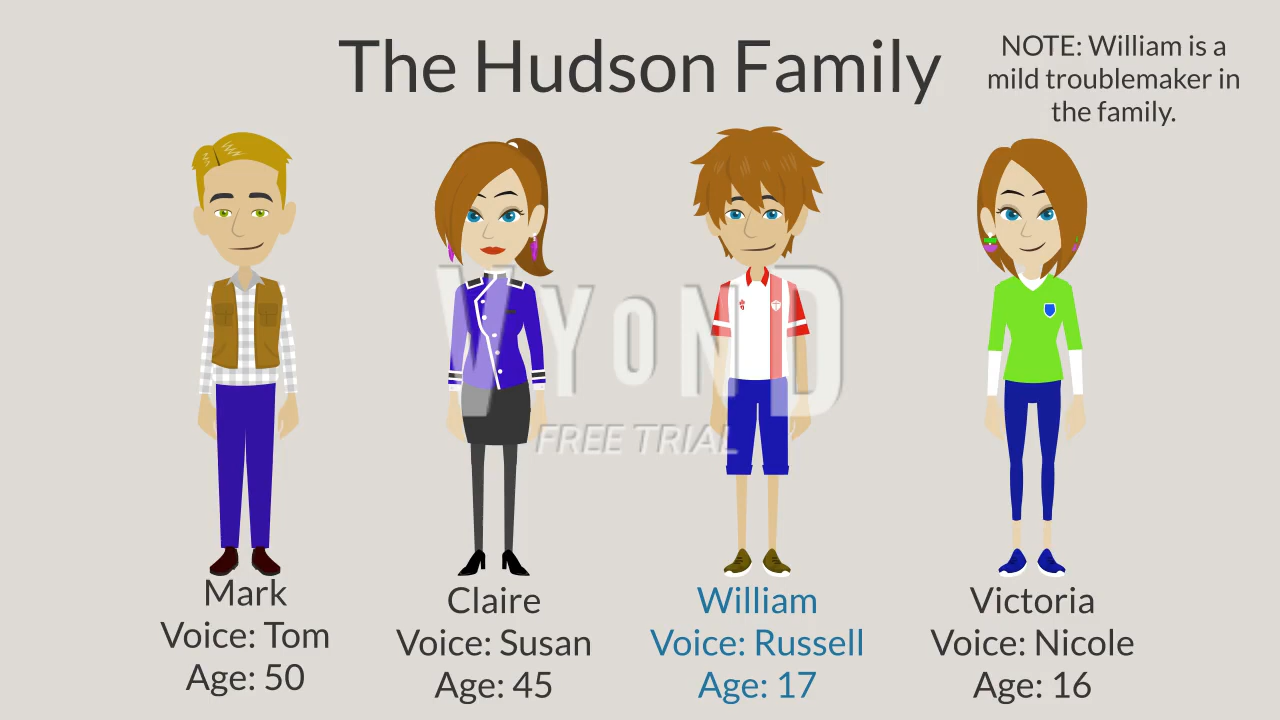 The Hudson Family
NOTE: William is a
mild troublemaker in
the family.
VYOND
FREE TRIAL
Mark
Voice: Tom
Age: 50
Claire
Voice: Susan
Age: 45
William
Voice: Russell
Age: 17
Victoria
Voice: Nicole
Age: 16